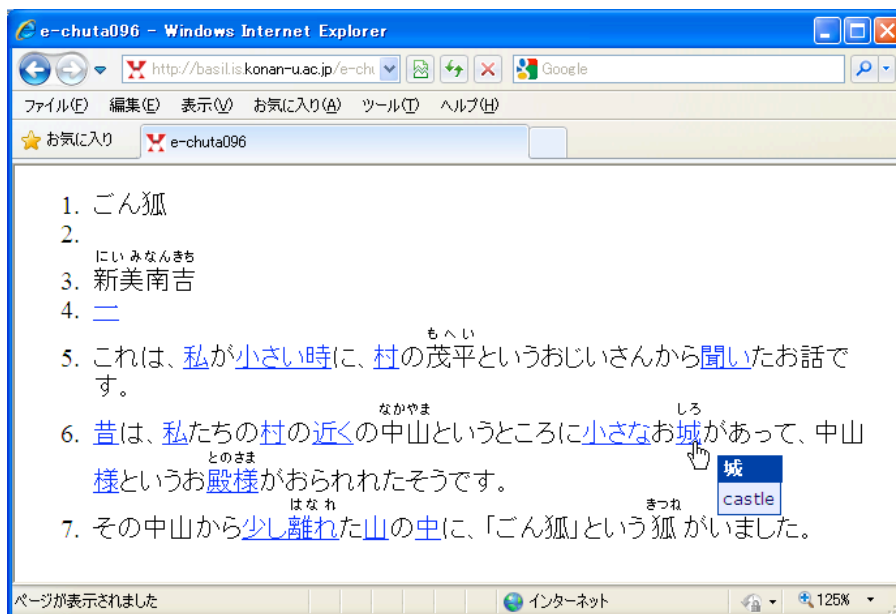 e-chuta096 - Windows Internet Explorer
http://basil.is.konan-u.ac.jp/e-chu
Google
ファイル(F) 編集(E) 表示(V) お気に入り(A) ツール(T) ヘルプ(H)
お気に入り e-chuta096
1. ごん狐
2.
にいみなんきち
3. 新美南吉
4. 一
もへい
5. これは、私が小さい時に、村の茂平というおじいさんから聞いたお話で
す。
なかやま しろ
6. 昔は、私たちの村の近くの中山というところに小さなお城があって、中山
とのさま
様というお殿様がおられれたそうです。
城
castle
はなれ きつね
7. その中山から少し離れた山の中に、「ごん狐」という狐がいました。
ページが表示されました インターネット 125%